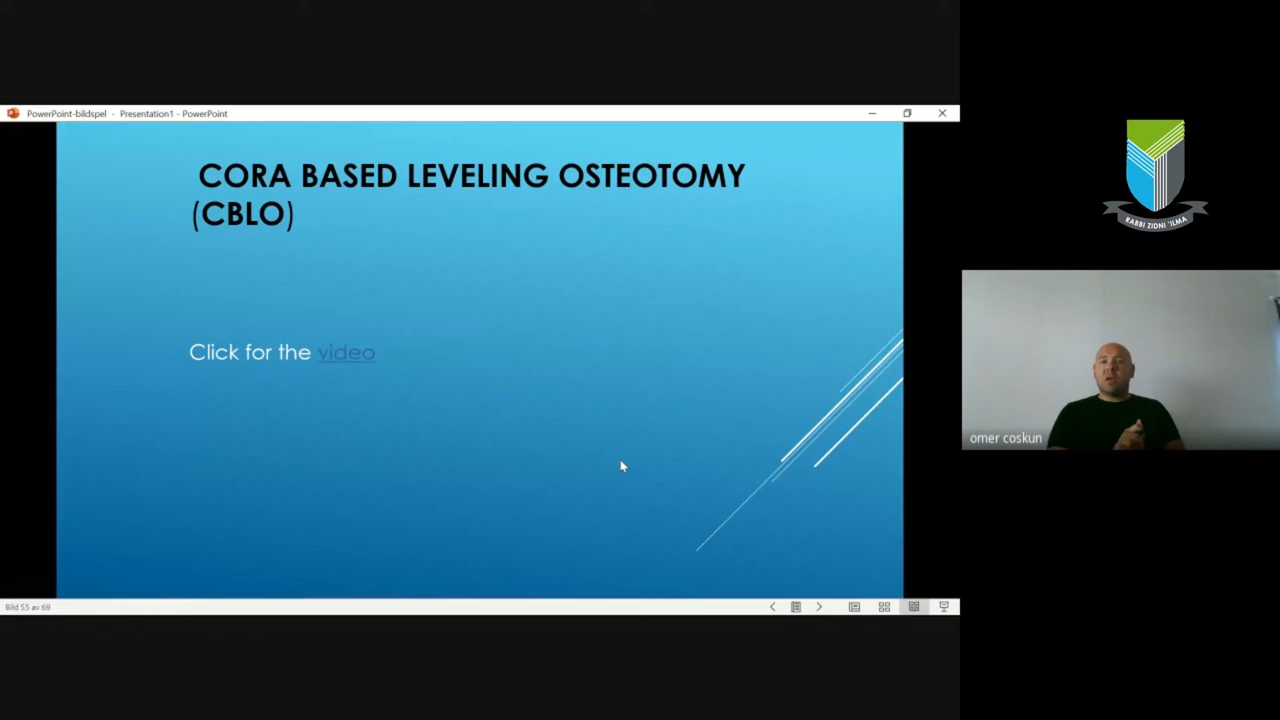 PowerPoint-bildspel - Presentation1 - PowerPoint
CORA BASED LEVELING OSTEOTOMY
(CBLO)
Click for the video
Bild 55 av 69
RABBI ZIDNI 'ILMA
omer coskun